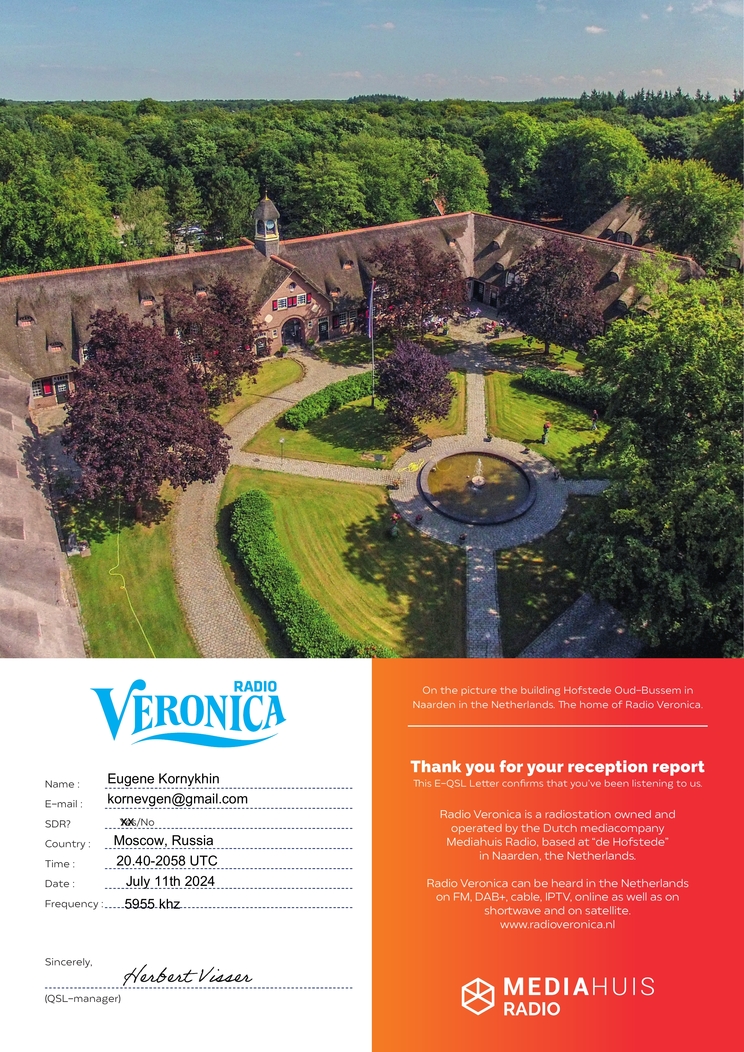 RADIO
VERONICA
Name : Eugene Kornykhin
E-mail : kornevgen@gmail.com
SDR? XX Yes/No
Country : Moscow, Russia
Time : 20.40-2058 UTC
Date : July 11th 2024
Frequency : 5955 khz
Sincerely,
Herbert Visser
(QSL-manager)
On the picture the building Hofstede Oud-Bussem in
Naarden in the Netherlands. The home of Radio Veronica.
Thank you for your reception report
This E-QSL Letter confirms that you've been listening to us.
Radio Veronica is a radiostation owned and
operated by the Dutch mediacompany
Mediahuis Radio, based at "de Hofstede"
in Naarden, the Netherlands.
Radio Veronica can be heard in the Netherlands
on FM, DAB+, cable, IPTV, online as well as on
shortwave and on satellite.
www.radioveronica.nl
MEDIAHUIS
RADIO